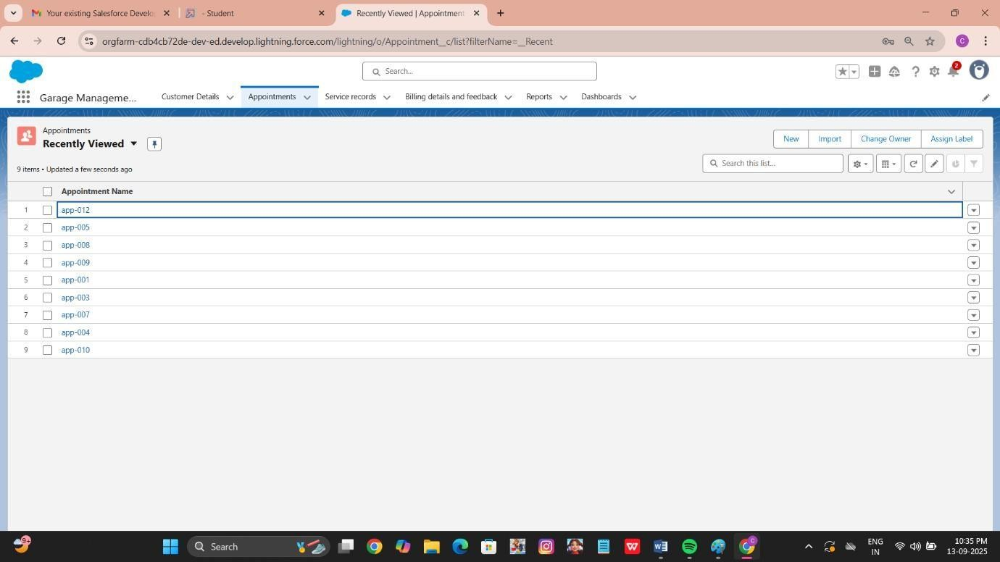 Your existing Salesforce Develo
- Student
Recently Viewed | Appointment
orgfarm-cdb4cb72de-dev-ed.develop.lightning.force.com/lightning/o/Appointment__c/list?filterName=__Recent
C
Search...
2
Garage Manageme...
Customer Details
Appointments
Service records
Billing details and feedback
Reports
Dashboards
Appointments
Recently Viewed
New
Import
Change Owner
Assign Label
9 items • Updated a few seconds ago
Search this list...
Appointment Name
1 app-012
2 app-005
3 app-008
4 app-009
5 app-001
6 app-003
7 app-007
8 app-004
9 app-010
9+
Search
W
W
C
ENG
IN
10:35 PM
13-09-2025